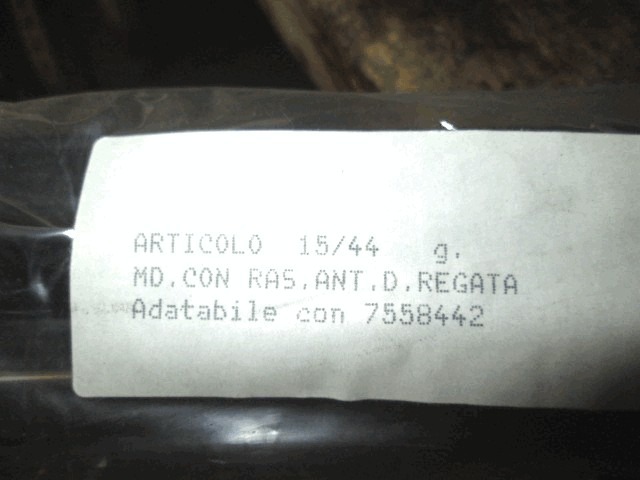 ARTICOLO 15/44 g.
MD.CON RAS.ANT.D.REGATA
Adatabile con 7558442